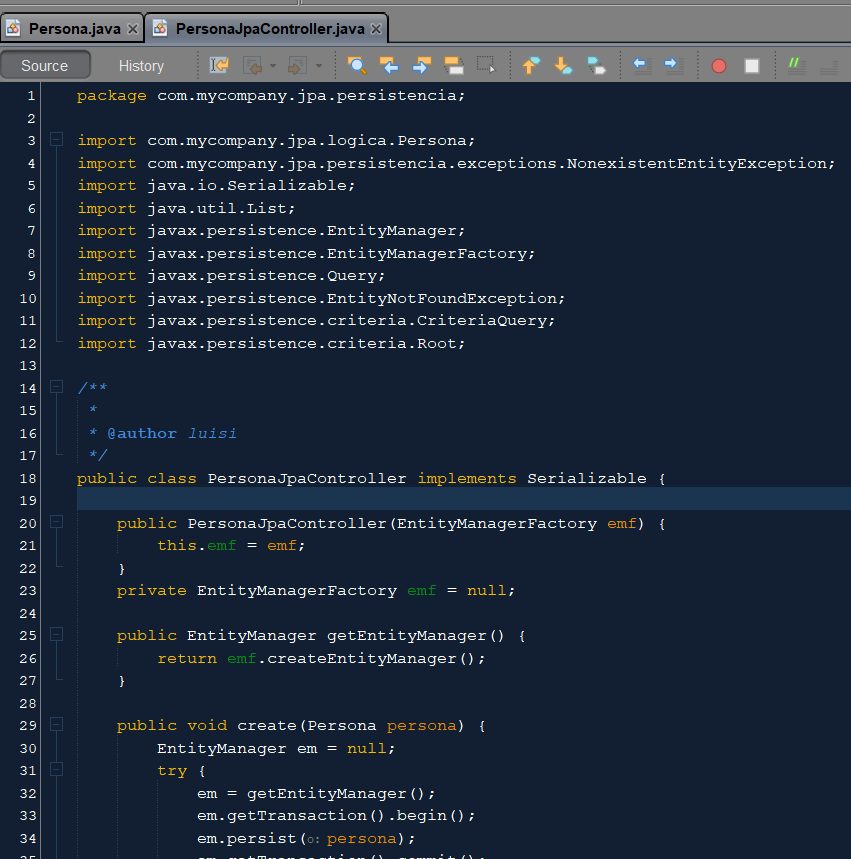 Persona.java
PersonaJpaController.java
Source History
1 package com.mycompany.jpa.persistencia;
2
3 import com.mycompany.jpa.logica.Persona;
4 import com.mycompany.jpa.persistencia.exceptions.NonexistentEntityException;
5 import java.io.Serializable;
6 import java.util.List;
7 import javax.persistence.EntityManager;
8 import javax.persistence.EntityManagerFactory;
9 import javax.persistence.Query;
10 import javax.persistence.EntityNotFoundException;
11 import javax.persistence.criteria.CriteriaQuery;
12 import javax.persistence.criteria.Root;
13
14 /**
15 *
16 * @author luisi
17 */
18 public class PersonaJpaController implements Serializable {
19
20 public PersonaJpaController(EntityManagerFactory emf) {
21 this.emf = emf;
22 }
23 private EntityManagerFactory emf = null;
24
25 public EntityManager getEntityManager() {
26 return emf.createEntityManager();
27 }
28
29 public void create(Persona persona) {
30 EntityManager em = null;
31 try {
32 em = getEntityManager();
33 em.getTransaction().begin();
34 em.persist(o: persona);
35 em.getTransaction().commit();